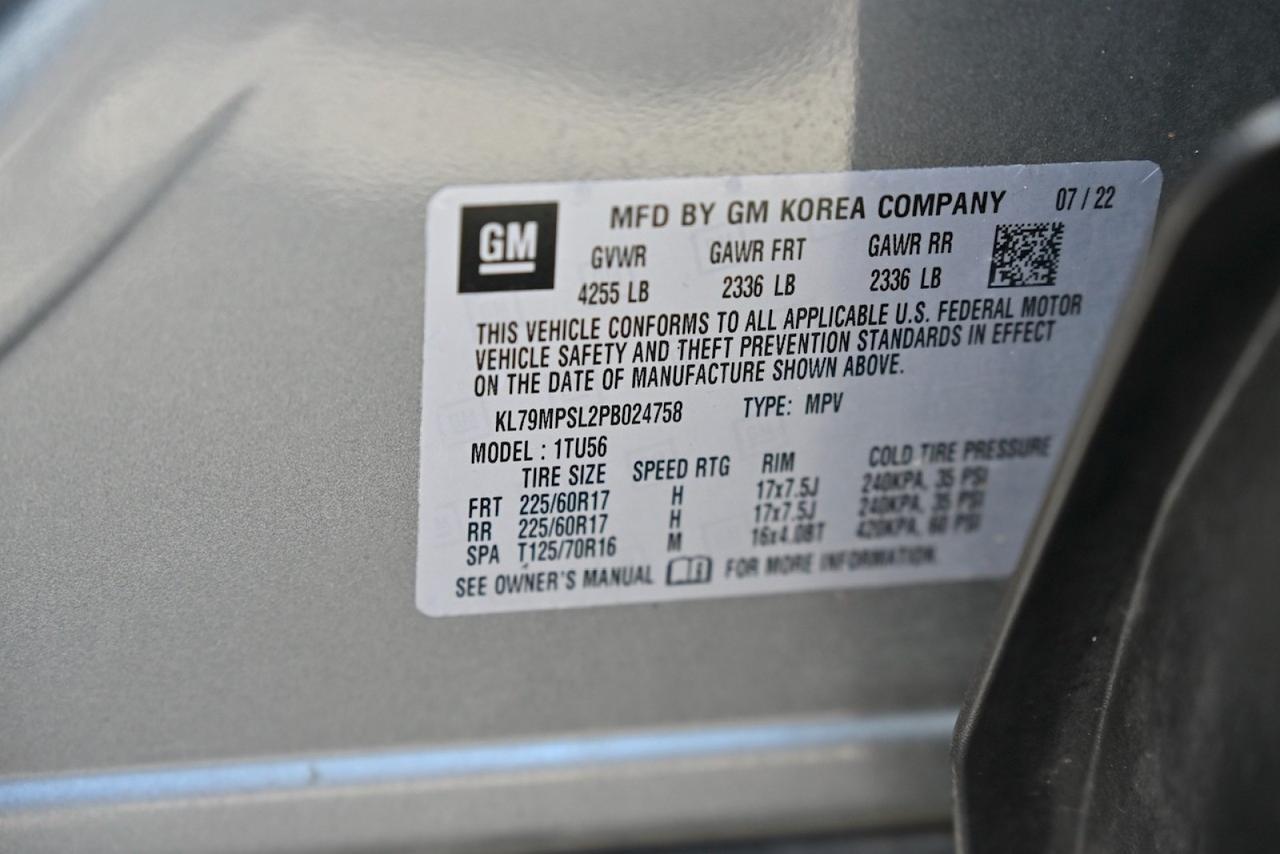 GM
MFD BY GM KOREA COMPANY 07 / 22
GVWR GAWR FRT GAWR RR
4255 LB 2336 LB 2336 LB
THIS VEHICLE CONFORMS TO ALL APPLICABLE U.S. FEDERAL MOTOR
VEHICLE SAFETY AND THEFT PREVENTION STANDARDS IN EFFECT
ON THE DATE OF MANUFACTURE SHOWN ABOVE.
KL79MPSL2PB024758 TYPE: MPV
MODEL : 1TU56
TIRE SIZE SPEED RTG RIM COLD TIRE PRESSURE
FRT 225/60R17 H 17x7.5J 240KPA, 35 PSI
RR 225/60R17 H 17x7.5J 240KPA, 35 PSI
SPA T125/70R16 M 16x4.0BT 420KPA, 60 PSI
SEE OWNER'S MANUAL FOR MORE INFORMATION.